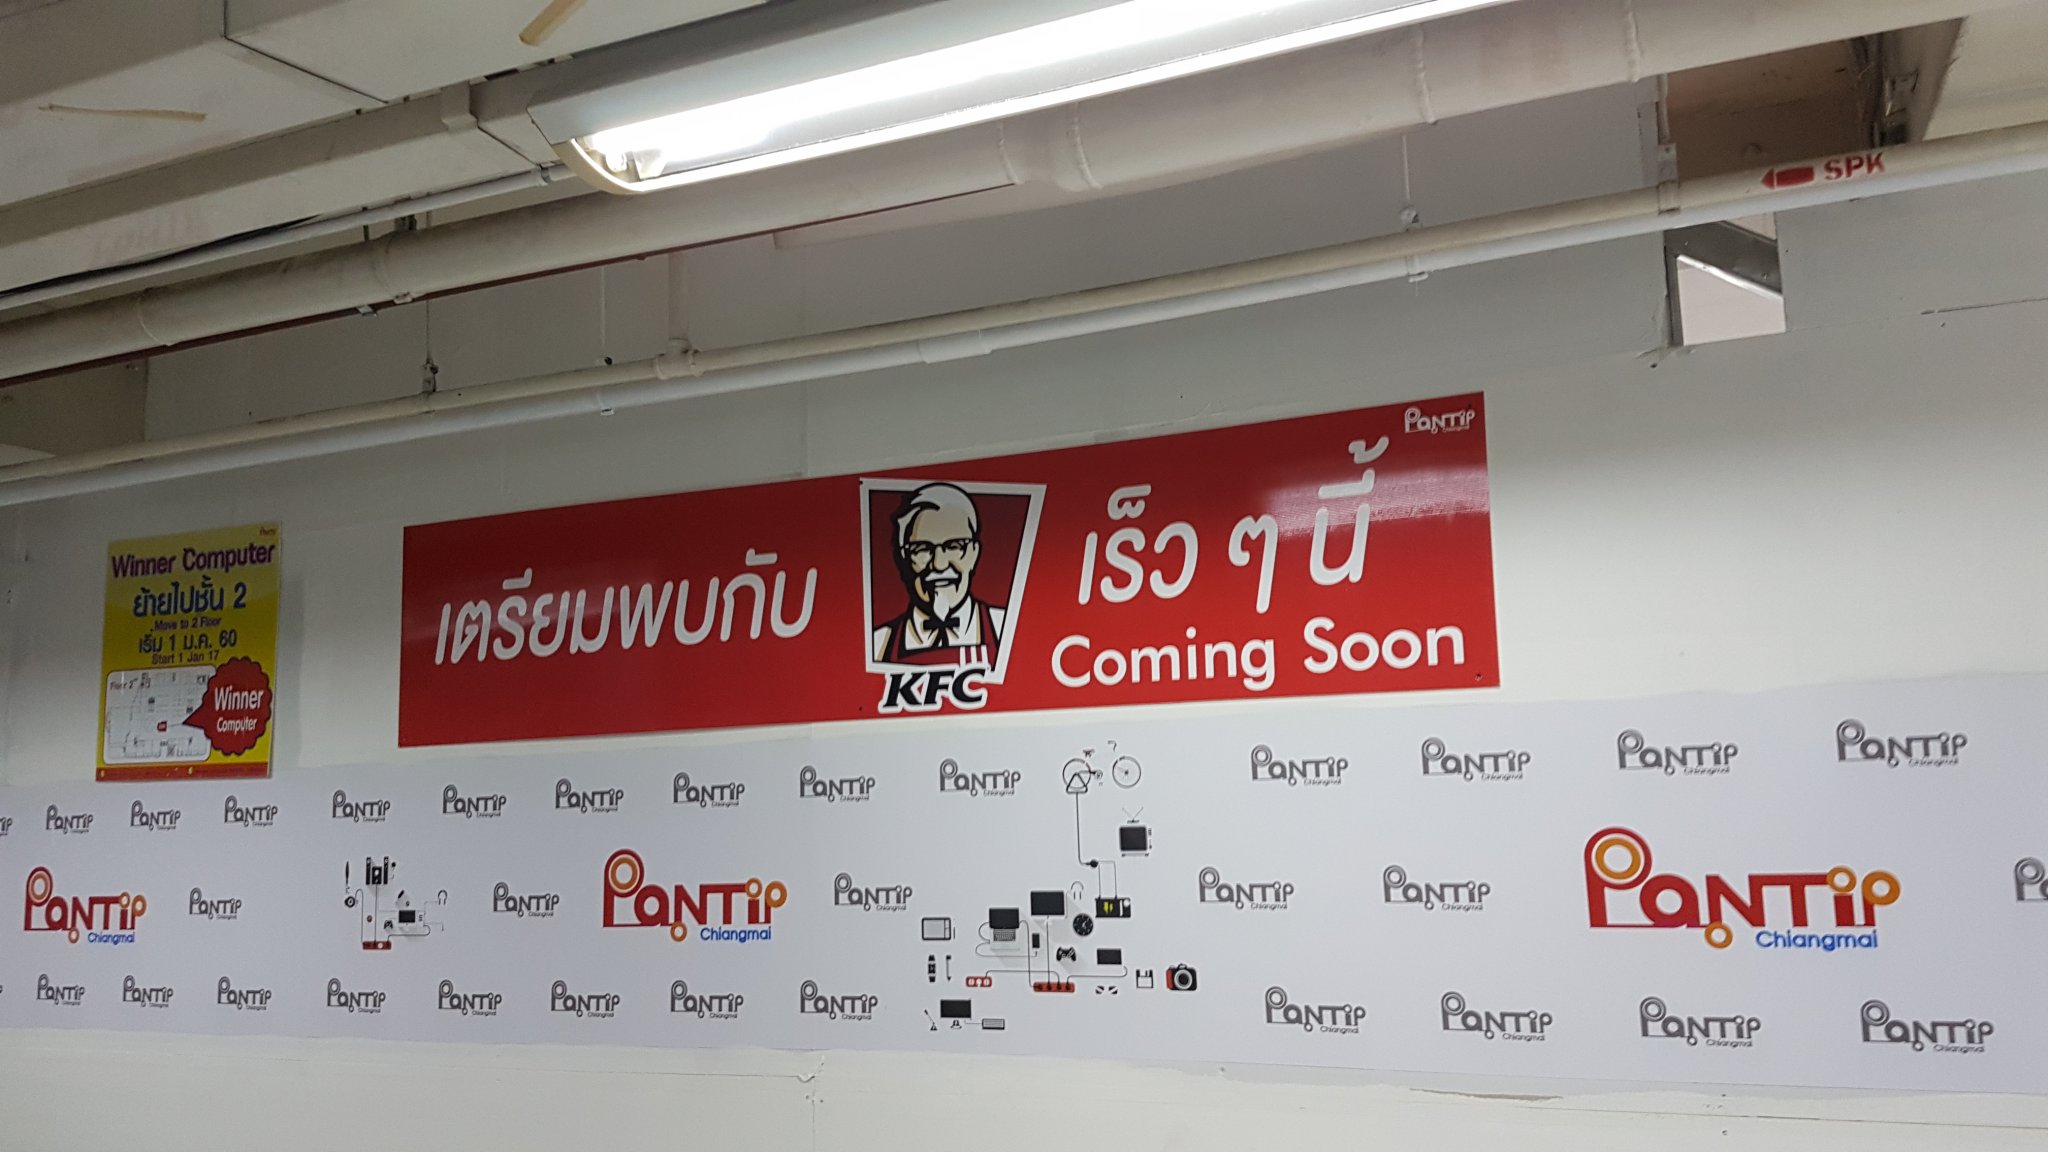 SPK
PANTIP
Chiangmai
เตรียมพบกับ
KFC
เร็ว ๆ นี้
Coming Soon
Winner Computer
ย้ายไปชั้น 2
Move to 2 Floor
เริ่ม 1 ม.ค. 60
Start 1 Jan 17
Winner
Computer
PANTIP
Chiangmai
PANTIP
Chiangmai
PANTIP
Chiangmai